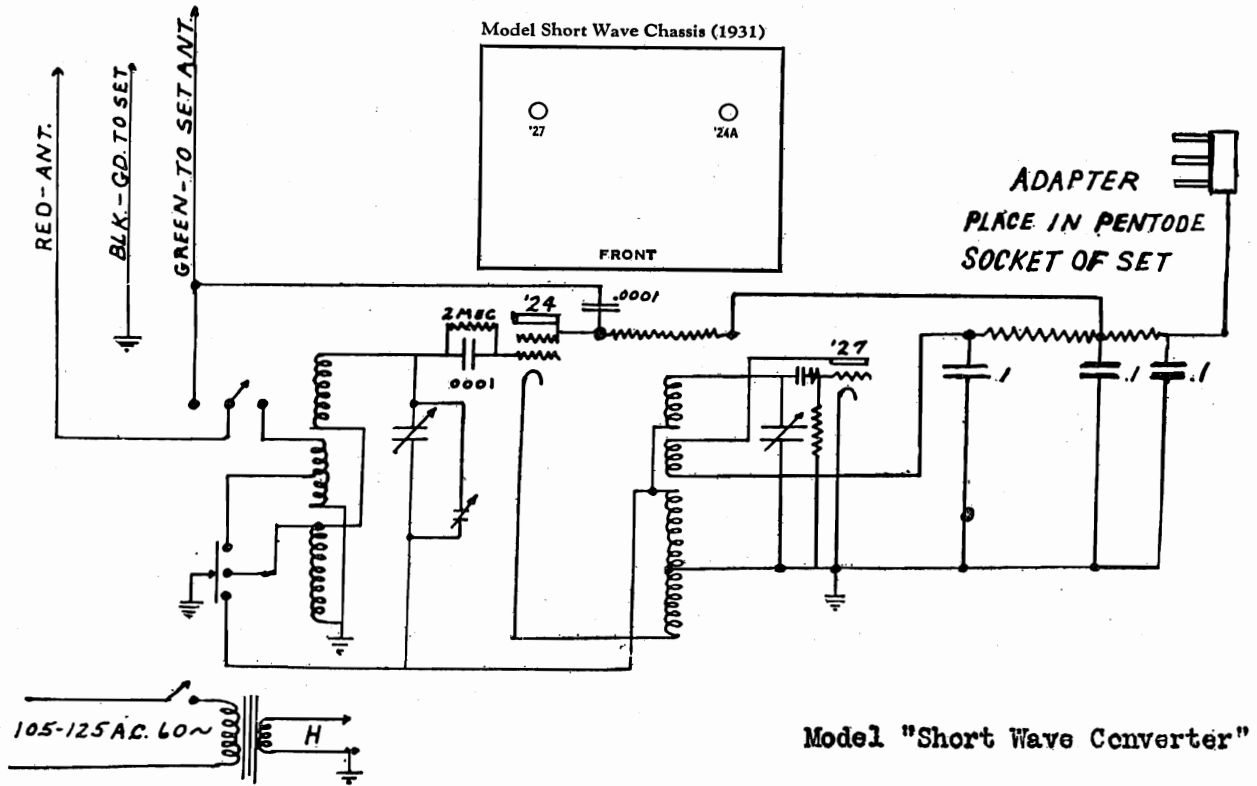 Model Short Wave Chassis (1931)
'27
'24A
FRONT
RED-ANT.
BLK.-GD. TO SET
GREEN-TO SET ANT.
ADAPTER
PLACE IN PENTODE
SOCKET OF SET
.0001
2 MEG
'24
.0001
'27
.1
.1
.1
105-125 A.C. 60~
H
Model "Short Wave Converter"